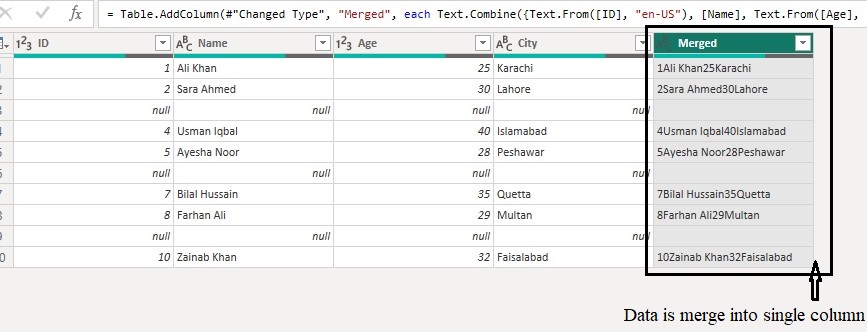 = Table.AddColumn(#"Changed Type", "Merged", each Text.Combine({Text.From([ID], "en-US"), [Name], Text.From([Age],
1²3 ID ABC Name 1²3 Age ABC City Merged
1 1 Ali Khan 25 Karachi 1Ali Khan25Karachi
2 2 Sara Ahmed 30 Lahore 2Sara Ahmed30Lahore
3 null null null null
4 4 Usman Iqbal 40 Islamabad 4Usman Iqbal40Islamabad
5 5 Ayesha Noor 28 Peshawar 5Ayesha Noor28Peshawar
null null null null
7 7 Bilal Hussain 35 Quetta 7Bilal Hussain35Quetta
8 8 Farhan Ali 29 Multan 8Farhan Ali29Multan
null null null null
0 10 Zainab Khan 32 Faisalabad 10Zainab Khan32Faisalabad
Data is merge into single column